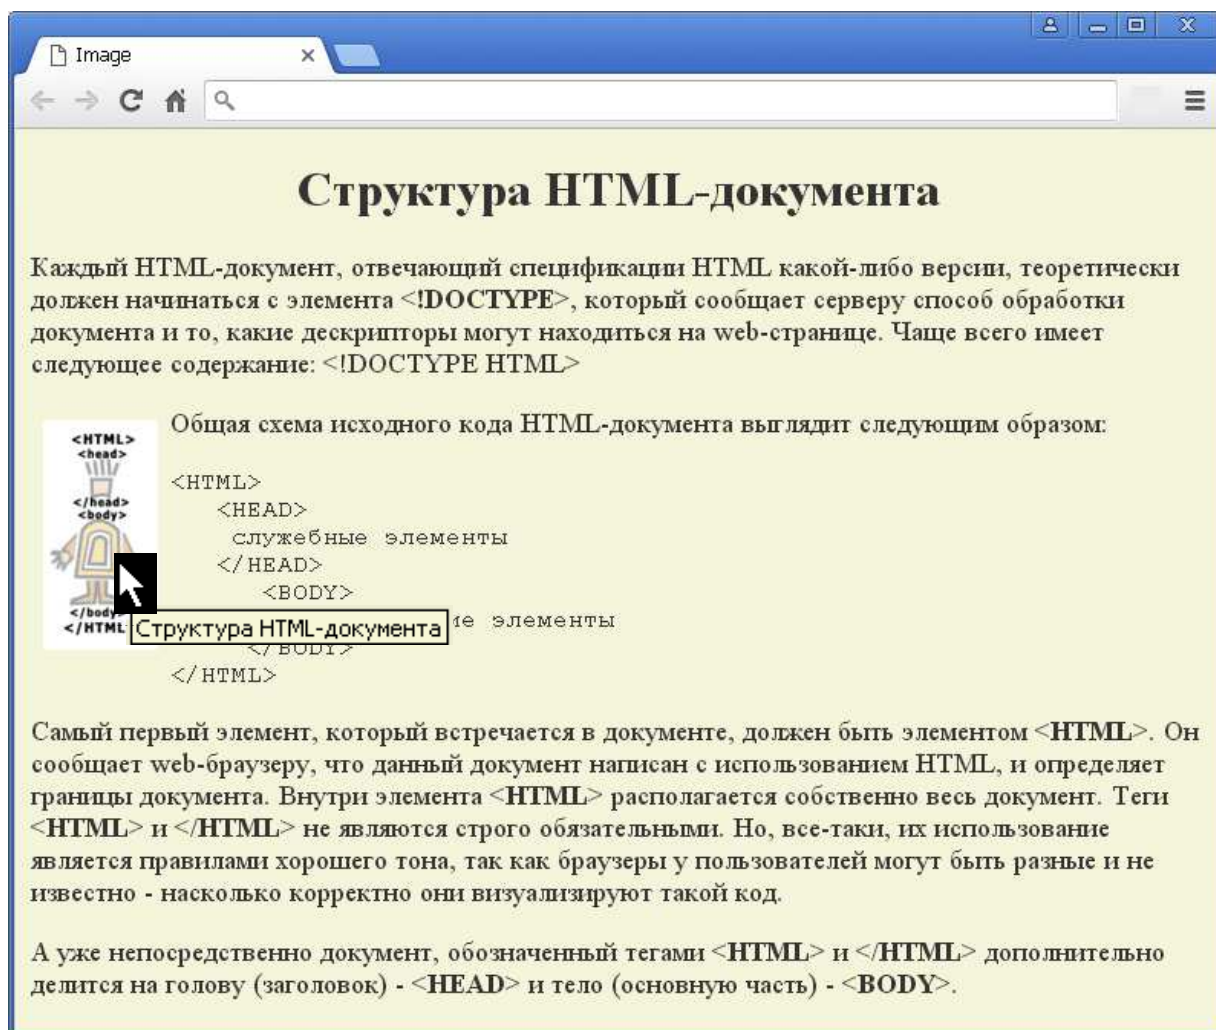 Image
Структура HTML-документа
Каждый HTML-документ, отвечающий спецификации HTML какой-либо версии, теоретически
должен начинаться с элемента <!DOCTYPE>, который сообщает серверу способ обработки
документа и то, какие дескрипторы могут находиться на web-странице. Чаще всего имеет
следующее содержание: <!DOCTYPE HTML>
<HTML>
<head>
</head>
<body>
</body>
</HTML
Общая схема исходного кода HTML-документа выглядит следующим образом:
<HTML>
<HEAD>
служебные элементы
</HEAD>
<BODY>
элементы
</BODY>
</HTML>
Структура HTML-документа
Самый первый элемент, который встречается в документе, должен быть элементом <HTML>. Он
сообщает web-браузеру, что данный документ написан с использованием HTML, и определяет
границы документа. Внутри элемента <HTML> располагается собственно весь документ. Теги
<HTML> и </HTML> не являются строго обязательными. Но, все-таки, их использование
является правилами хорошего тона, так как браузеры у пользователей могут быть разные и не
известно - насколько корректно они визуализируют такой код.
А уже непосредственно документ, обозначенный тегами <HTML> и </HTML> дополнительно
делится на голову (заголовок) - <HEAD> и тело (основную часть) - <BODY>.